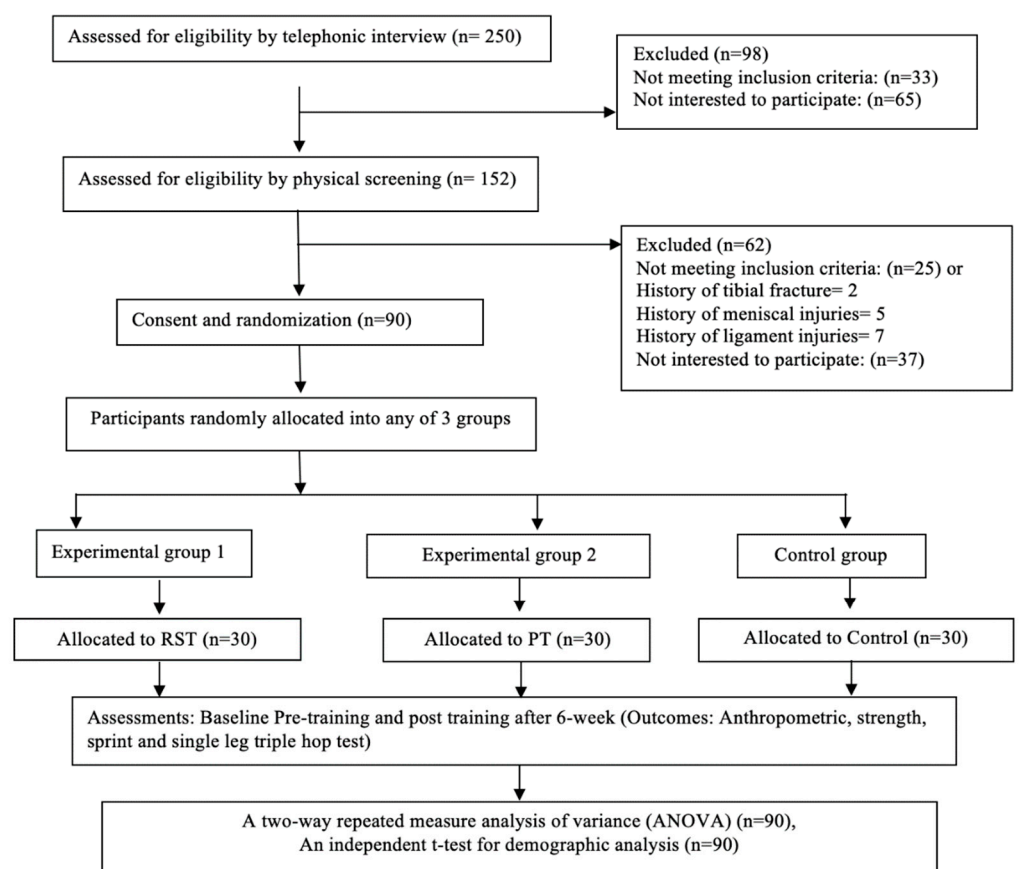 Assessed for eligibility by telephonic interview (n= 250)
Excluded (n=98)
Not meeting inclusion criteria: (n=33)
Not interested to participate: (n=65)
Assessed for eligibility by physical screening (n= 152)
Excluded (n=62)
Not meeting inclusion criteria: (n=25) or
History of tibial fracture= 2
History of meniscal injuries= 5
History of ligament injuries= 7
Not interested to participate: (n=37)
Consent and randomization (n=90)
Participants randomly allocated into any of 3 groups
Experimental group 1
Experimental group 2
Control group
Allocated to RST (n=30)
Allocated to PT (n=30)
Allocated to Control (n=30)
Assessments: Baseline Pre-training and post training after 6-week (Outcomes: Anthropometric, strength,
sprint and single leg triple hop test)
A two-way repeated measure analysis of variance (ANOVA) (n=90),
An independent t-test for demographic analysis (n=90)